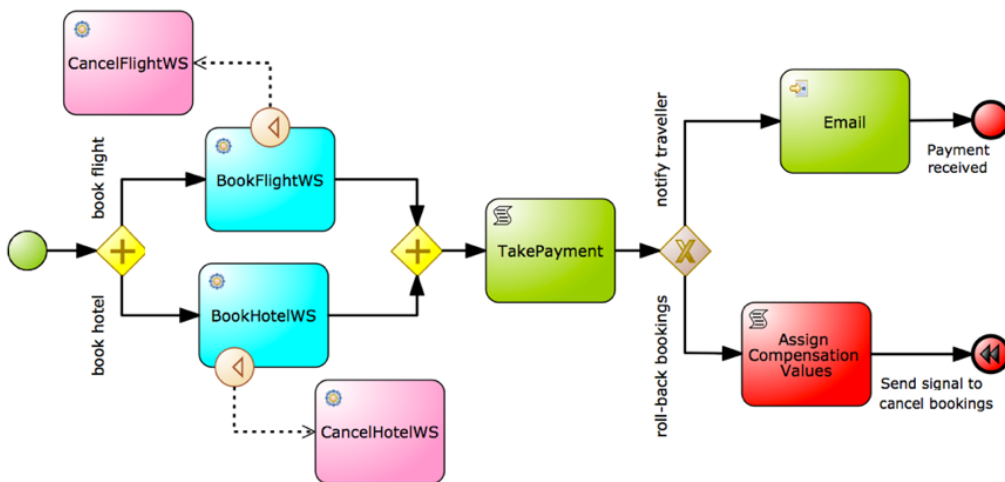 CancelFlightWS
book flight
BookFlightWS
book hotel
BookHotelWS
CancelHotelWS
TakePayment
X
notify traveller
Email
Payment
received
roll-back bookings
Assign
Compensation
Values
Send signal to
cancel bookings